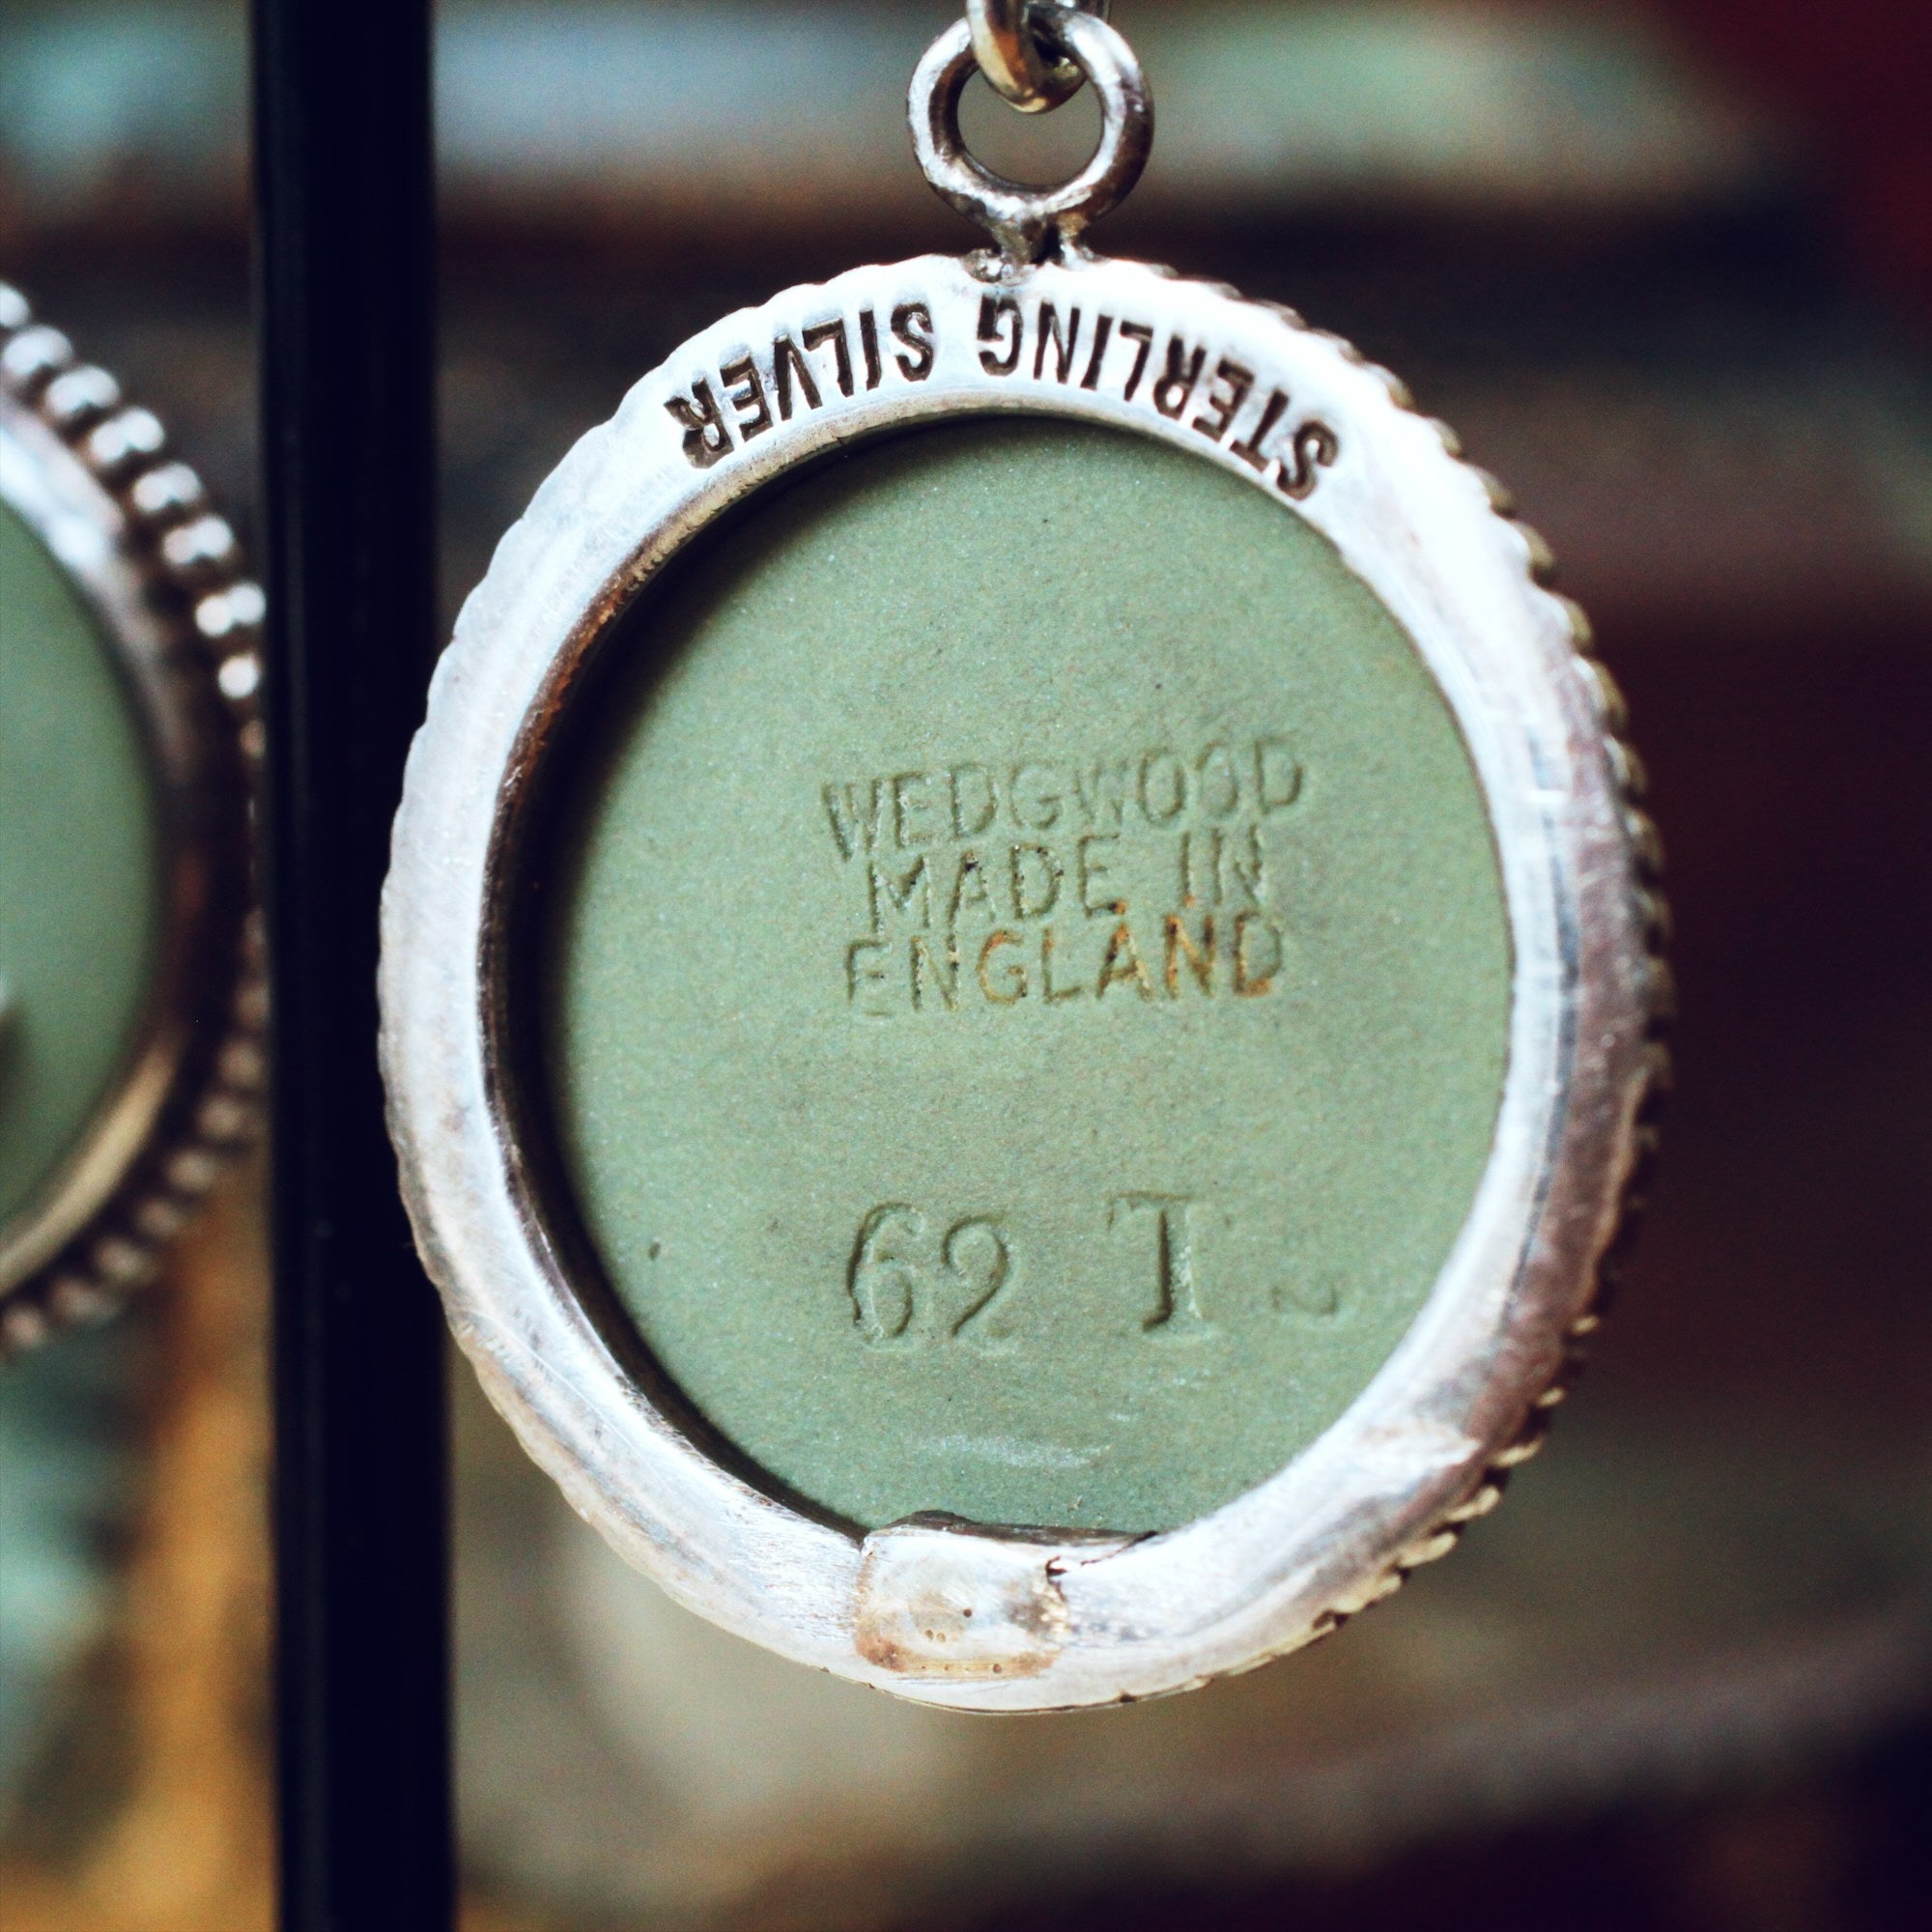 STERLING SILVER
WEDGWOOD
MADE IN
ENGLAND
62 T